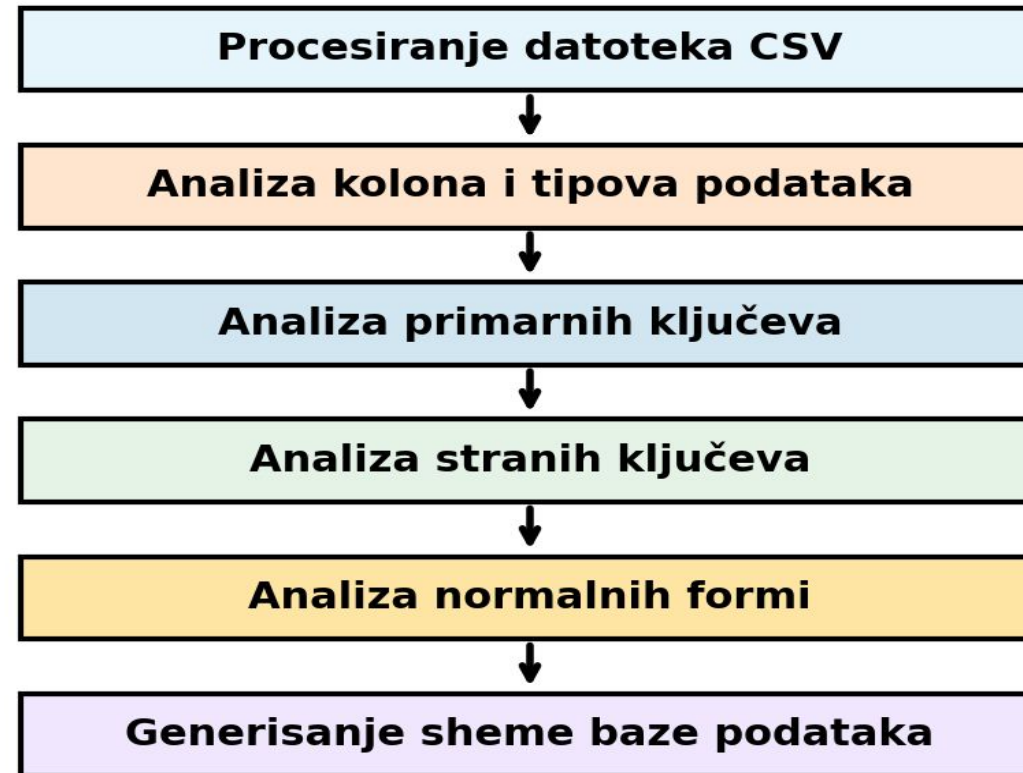 Procesiranje datoteka CSV
Analiza kolona i tipova podataka
Analiza primarnih ključeva
Analiza stranih ključeva
Analiza normalnih formi
Generisanje sheme baze podataka